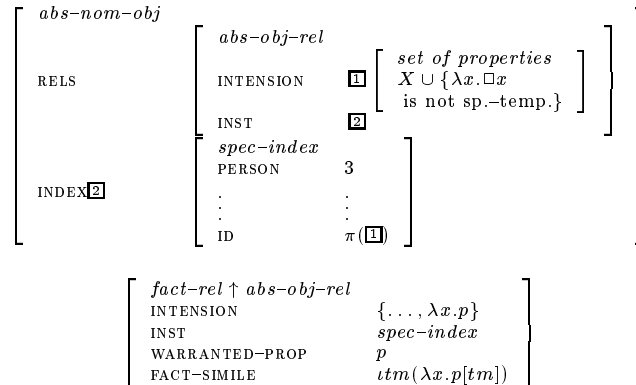 abs–nom–obj
abs–obj–rel
RELS INTENSION 1 set of properties
X ∪ {λx.□x
is not sp.–temp.}
INST 2
INDEX 2 spec–index
PERSON 3
. .
. .
. .
ID π(1)
fact–rel ↑ abs–obj–rel
INTENSION {..., λx.p}
INST spec–index
WARRANTED–PROP p
FACT–SIMILE ιtm(λx.p[tm])